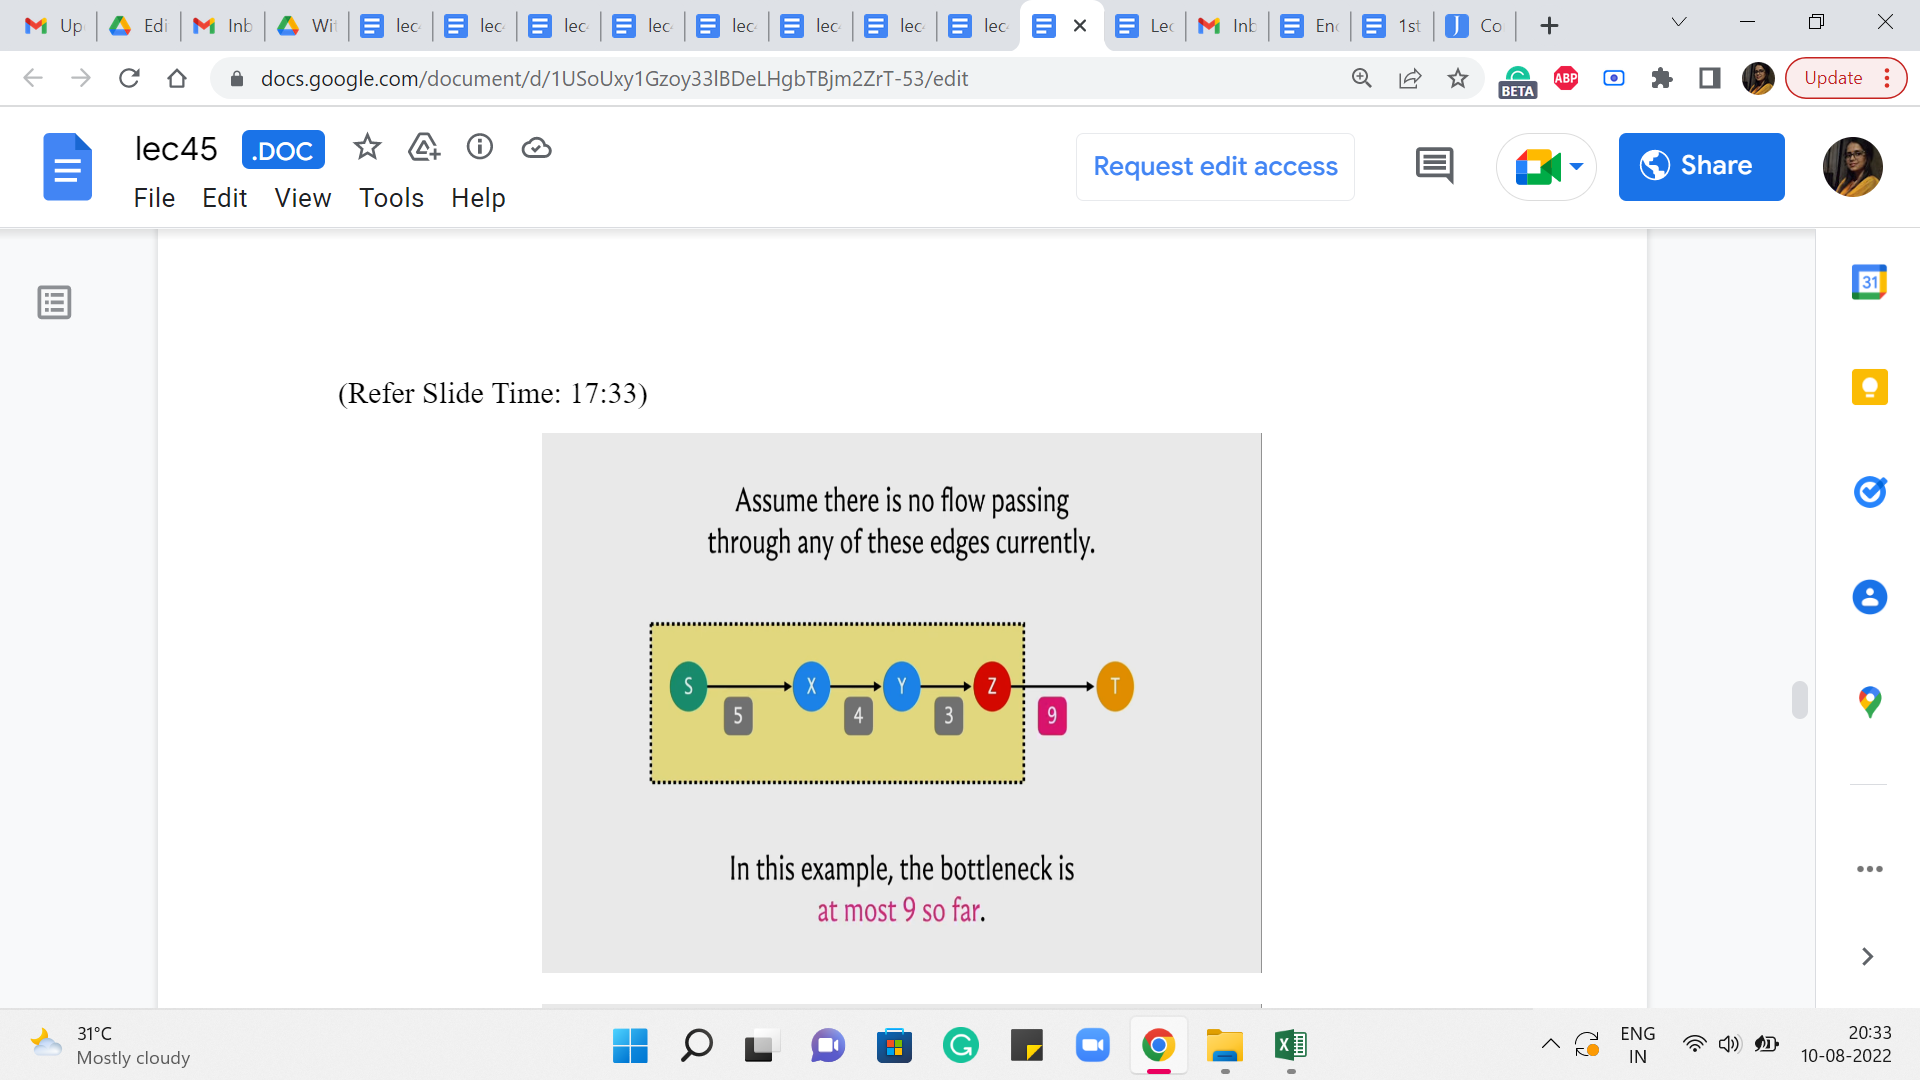 Up
Edi
Inb
Wi
lec
lec
lec
lec
lec
lec
lec
lec
Lec
Inb
En
1st
Co
docs.google.com/document/d/1USoUxy1Gzoy33lBDeLHgbTBjm2ZrT-53/edit
BETA
ABP
Update
lec45 .DOC
File Edit View Tools Help
Request edit access
Share
31
(Refer Slide Time: 17:33)
Assume there is no flow passing
through any of these edges currently.
S X Y Z T
5 4 3 9
In this example, the bottleneck is
at most 9 so far.
31°C
Mostly cloudy
ENG
IN
20:33
10-08-2022